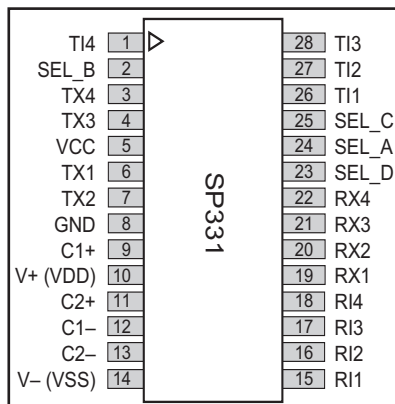 TI4 1 28 TI3
SEL_B 2 27 TI2
TX4 3 26 TI1
TX3 4 25 SEL_C
VCC 5 24 SEL_A
TX1 6 23 SEL_D
TX2 7 22 RX4
GND 8 21 RX3
C1+ 9 20 RX2
V+ (VDD) 10 19 RX1
C2+ 11 18 RI4
C1– 12 17 RI3
C2– 13 16 RI2
V– (VSS) 14 15 RI1
SP331